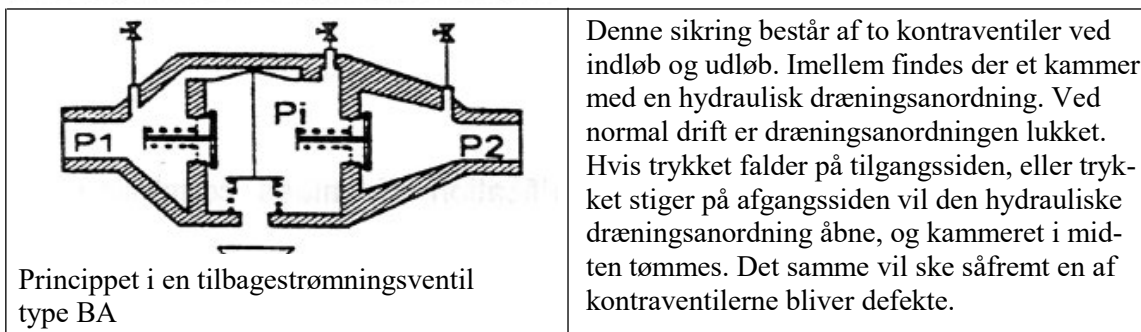 P1
Pi
P2
Princippet i en tilbagestrømningsventil
type BA
Denne sikring består af to kontraventiler ved
indløb og udløb. Imellem findes der et kammer
med en hydraulisk dræningsanordning. Ved
normal drift er dræningsanordningen lukket.
Hvis trykket falder på tilgangssiden, eller tryk-
ket stiger på afgangssiden vil den hydrauliske
dræningsanordning åbne, og kammeret i mid-
ten tømmes. Det samme vil ske såfremt en af
kontraventilerne bliver defekte.